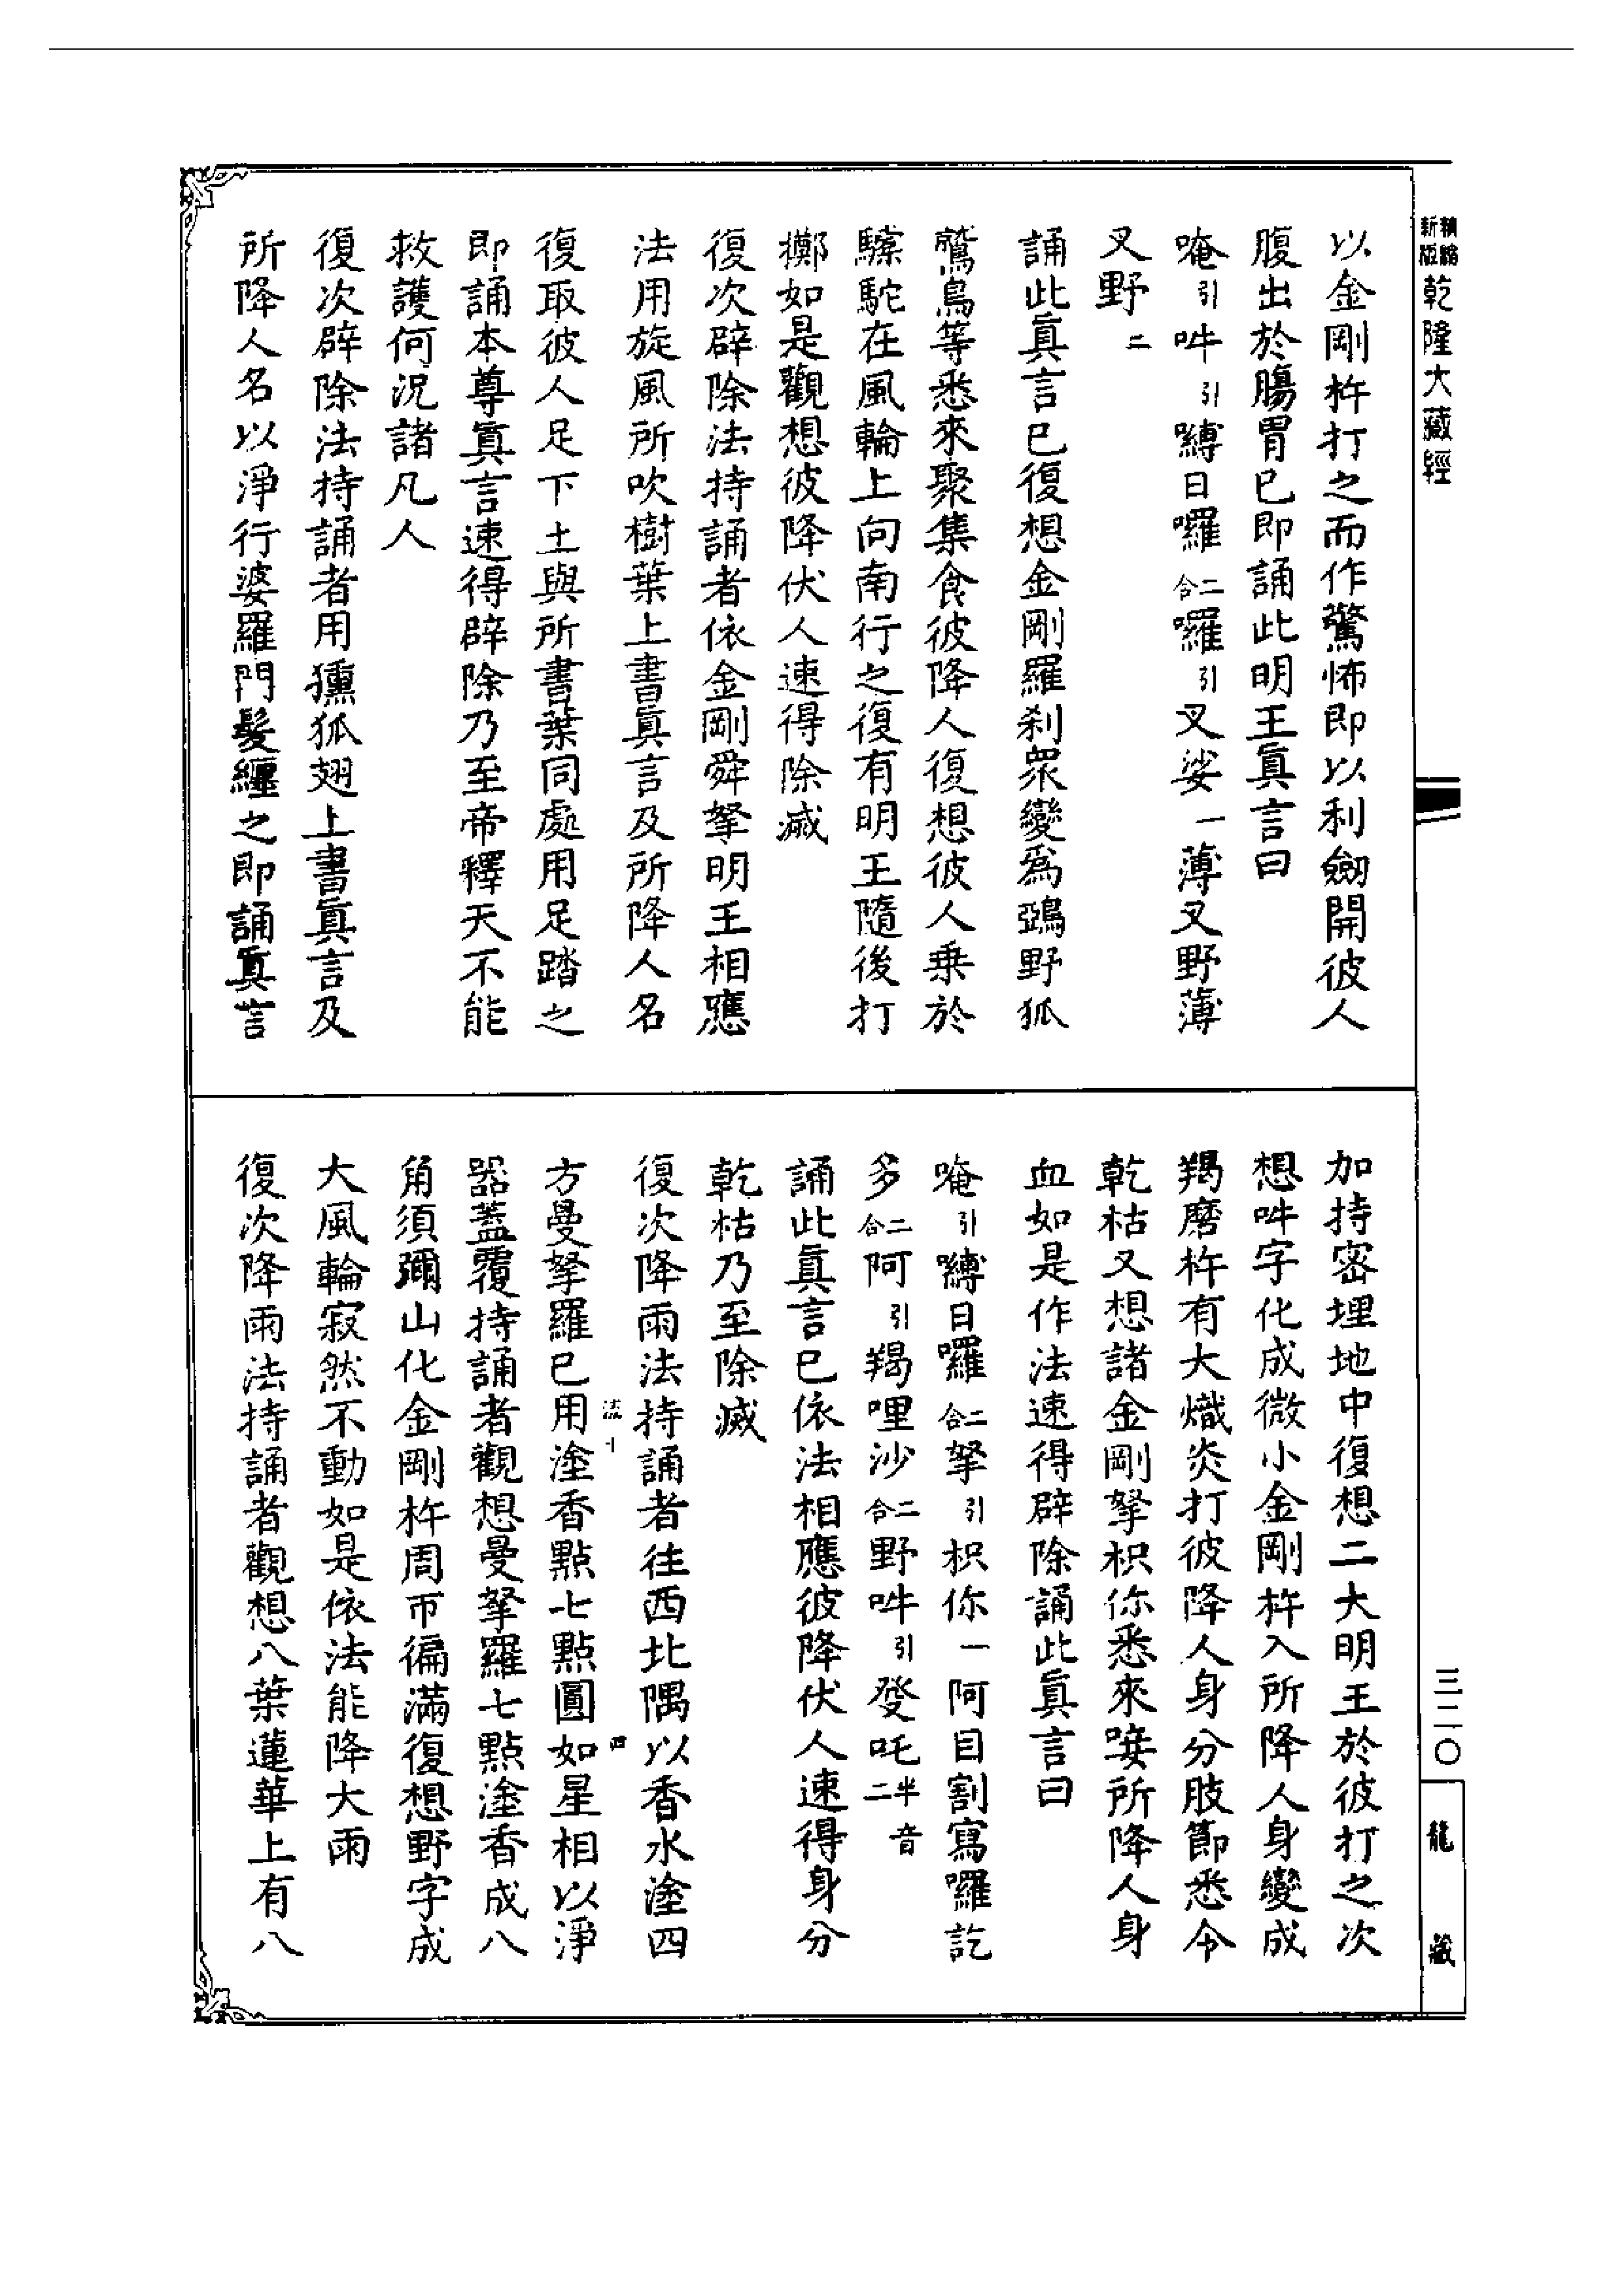 新版精縮乾隆大藏經
以金剛杵打之而作驚怖即以利劒開彼人
腹出於腸胃已即誦此明王眞言曰
唵引吽引嚩日囉二合囉引叉娑一薄叉野薄
叉野二
誦此眞言已復想金剛羅刹衆變爲鵶野狐
鷲鳥等悉來聚集食彼降人復想彼人乗於
騾駝在風輪上向南行之復有明王隨後打
擲如是觀想彼降伏人速得除滅
復次辟除法持誦者依金剛舜拏明王相應
法用旋風所吹樹葉上書眞言及所降人名
復取彼人足下土與所書葉同處用足踏之
即誦本尊眞言速得辟除乃至帝釋天不能
救護何況諸凡人
復次辟除法持誦者用獯狐翅上書眞言及
所降人名以淨行婆羅門髮纏之即誦眞言
加持密埋地中復想二大明王於彼打之次
想吽字化成微小金剛杵入所降人身變成
羯磨杵有大熾炎打彼降人身分肢節悉令
乾枯又想諸金剛拏枳你悉來唼所降人身
血如是作法速得辟除誦此眞言曰
唵引嚩日囉二合拏引枳你一阿目割寫囉訖
多二合阿引羯哩沙二合野吽引發吒半音二
誦此眞言已依法相應彼降伏人速得身分
乾枯乃至除滅
復次降雨法持誦者往西北隅以香水塗四
法十
四
方曼拏羅已用塗香點七點圓如星相以淨
器蓋覆持誦者觀想曼拏羅七點塗香成八
角須彌山化金剛杵周帀徧滿復想野字成
大風輪寂然不動如是依法能降大雨
復次降雨法持誦者觀想八葉蓮華上有八
三二〇
龍藏